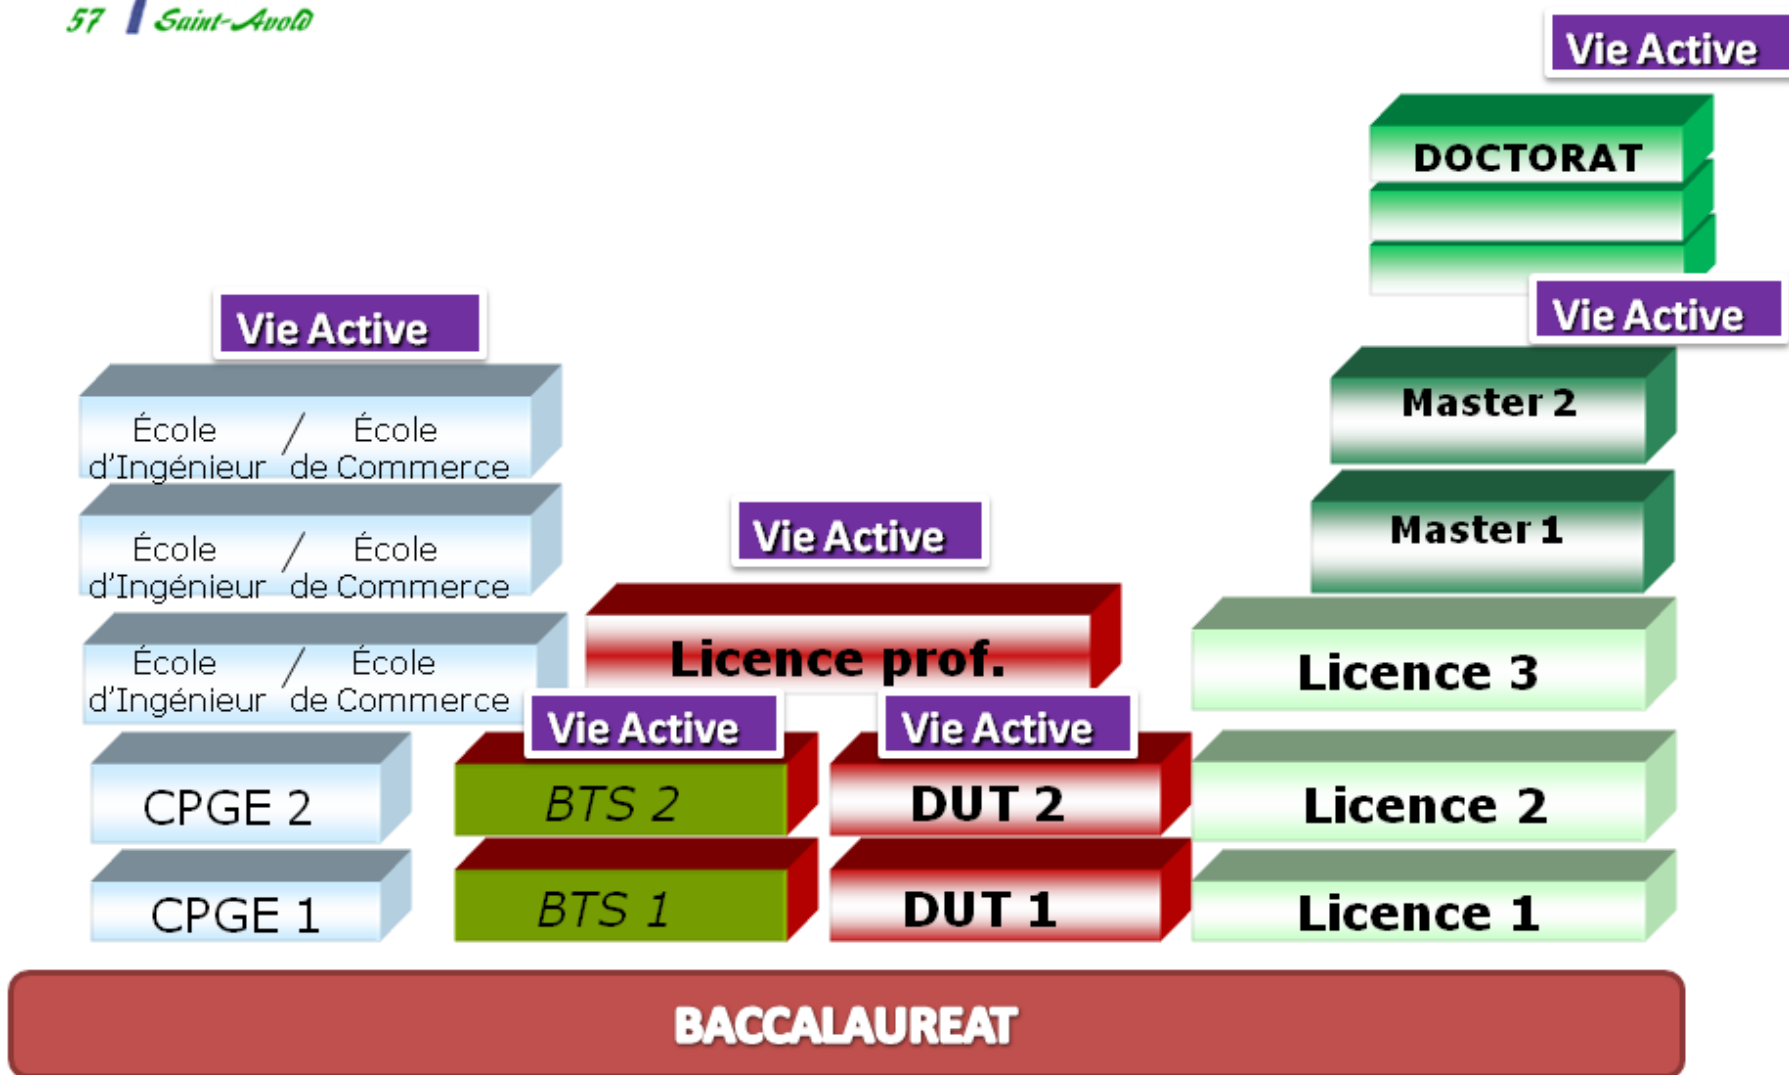 57 Saint-Avold
Vie Active
DOCTORAT
Vie Active
Vie Active
École / École
d'Ingénieur de Commerce
Master 2
École / École
d'Ingénieur de Commerce
Vie Active
Master 1
École / École
d'Ingénieur de Commerce
Licence prof.
Licence 3
Vie Active
Vie Active
CPGE 2
BTS 2
DUT 2
Licence 2
CPGE 1
BTS 1
DUT 1
Licence 1
BACCALAUREAT